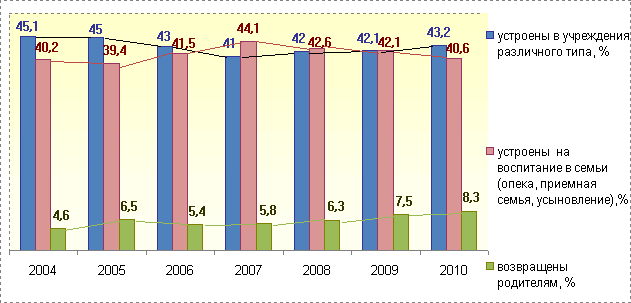 45,1 45 43 41 42 42,1 43,2
40,2 39,4 41,5 44,1 42,6 42,1 40,6
4,6 6,5 5,4 5,8 6,3 7,5 8,3
2004 2005 2006 2007 2008 2009 2010
устроены в учреждения
различного типа, %
устроены на
воспитание в семьи
(опека, приемная
семья, усыновление),%
возвращены
родителям, %